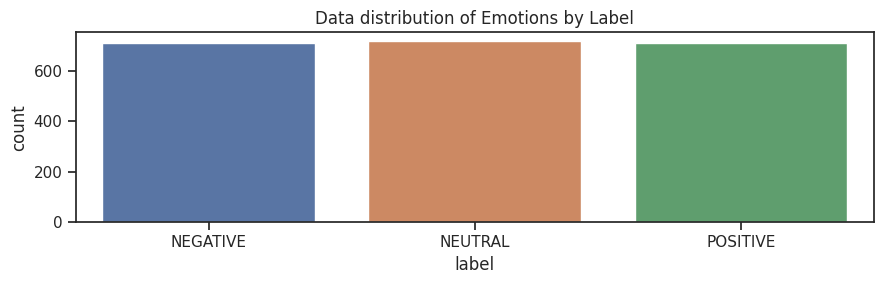 Data distribution of Emotions by Label
count
600
400
200
0
NEGATIVE NEUTRAL POSITIVE
label